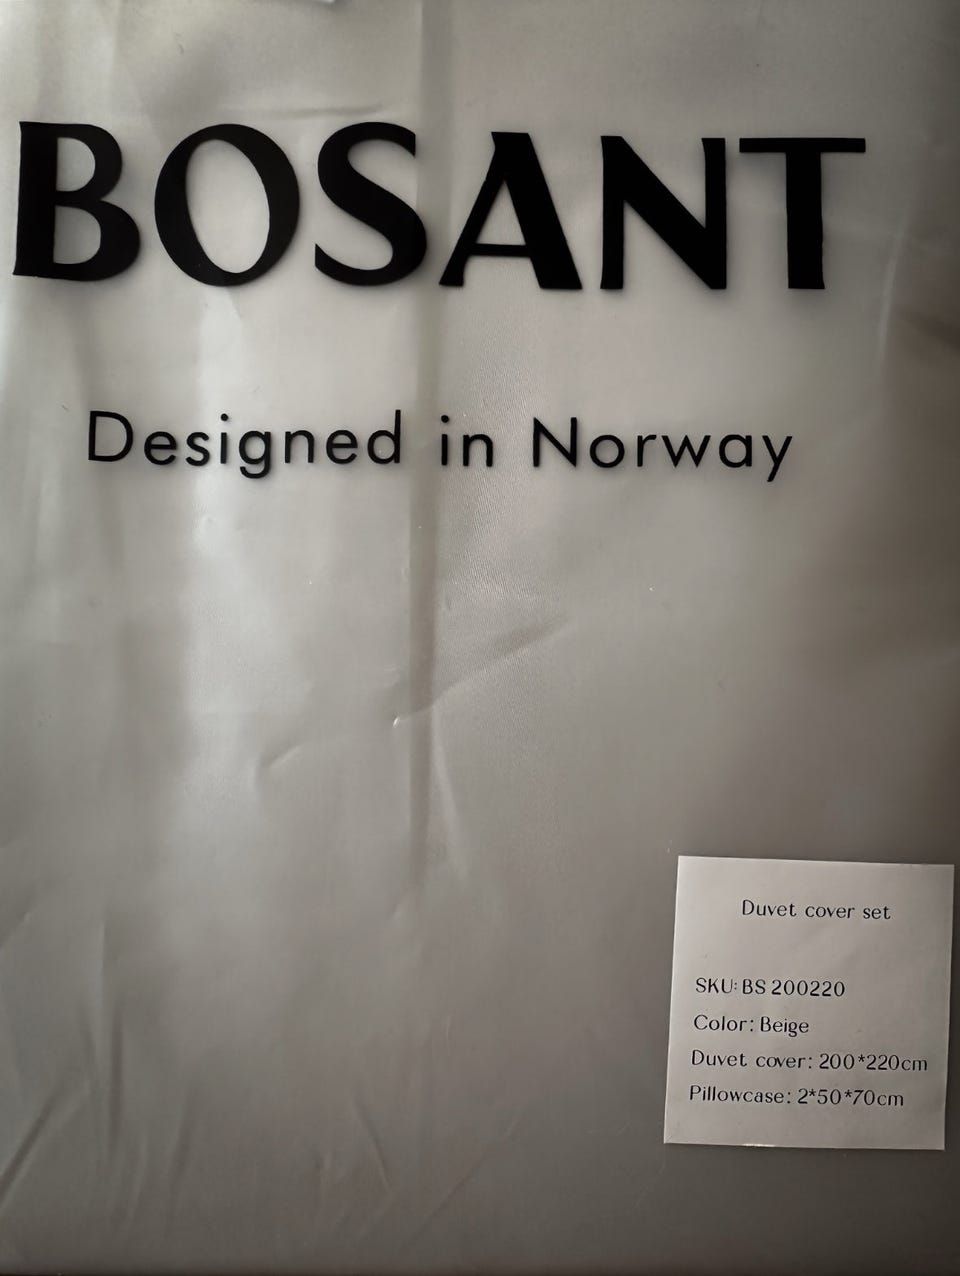 BOSANT
Designed in Norway
Duvet cover set
SKU: BS 200220
Color: Beige
Duvet cover: 200*220cm
Pillowcase: 2*50*70cm